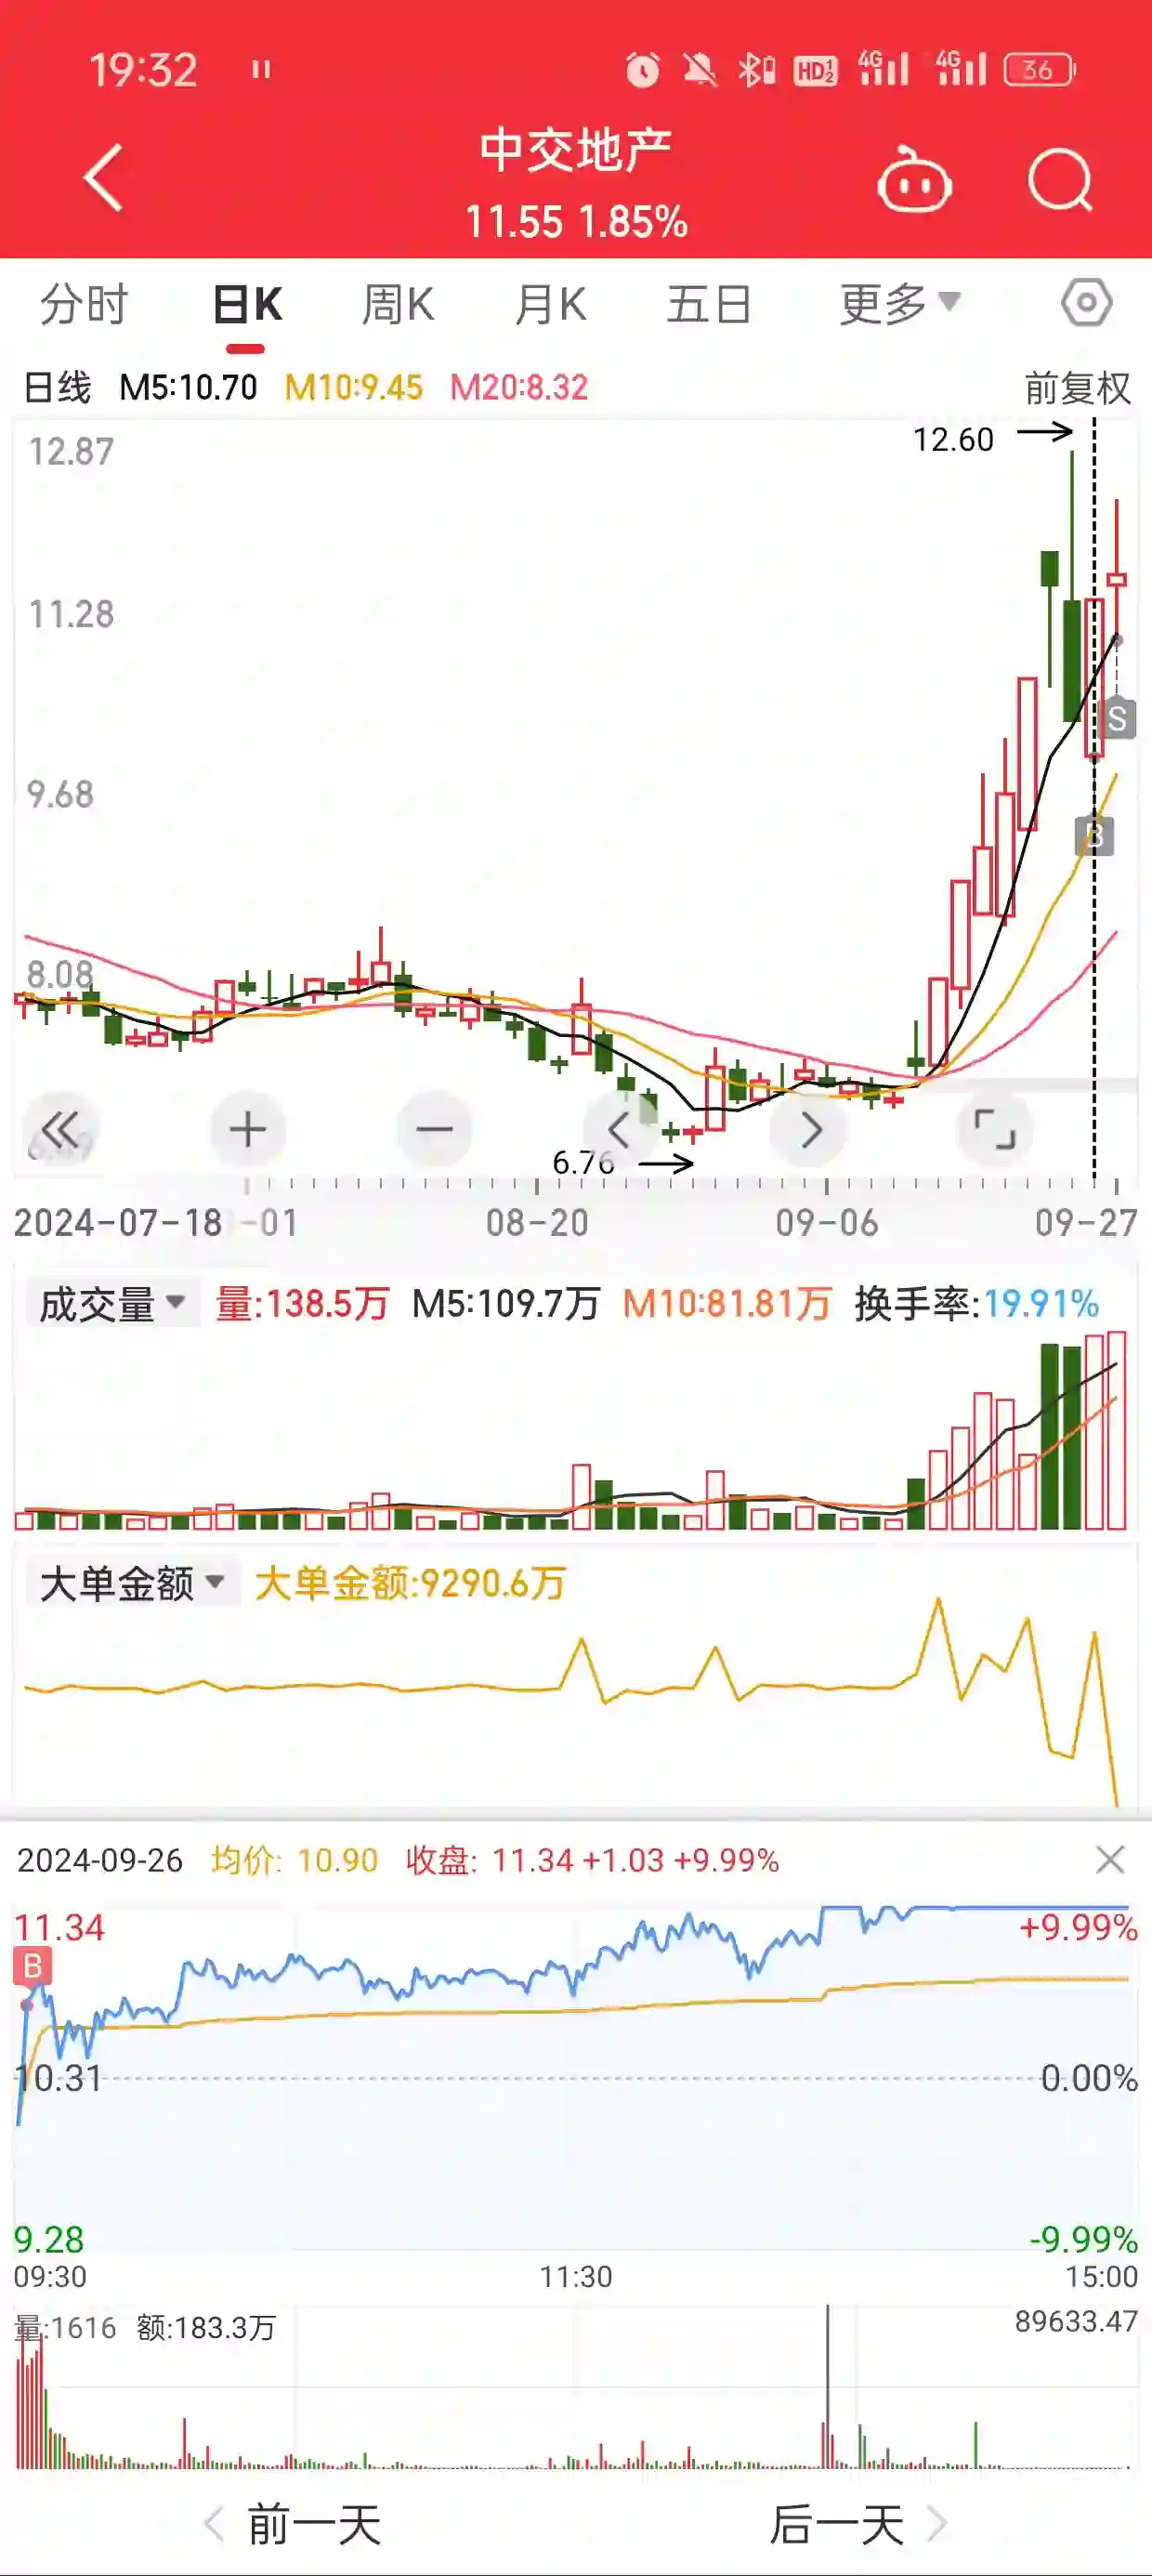 19:32 HD 1 2 4G 4G 36
中交地产
11.55 1.85%
分时 日K 周K 月K 五日 更多
日线 M5:10.70 M10:9.45 M20:8.32 前复权
12.60
12.87
11.28
S
9.68
B
8.08
6.76
2024-07-18 -01 08-20 09-06 09-27
成交量 量:138.5万 M5:109.7万 M10:81.81万 换手率:19.91%
大单金额 大单金额:9290.6万
2024-09-26 均价: 10.90 收盘: 11.34 +1.03 +9.99%
11.34 +9.99%
B
10.31 0.00%
9.28 -9.99%
09:30 11:30 15:00
量:1616 额:183.3万 89633.47
前一天 后一天